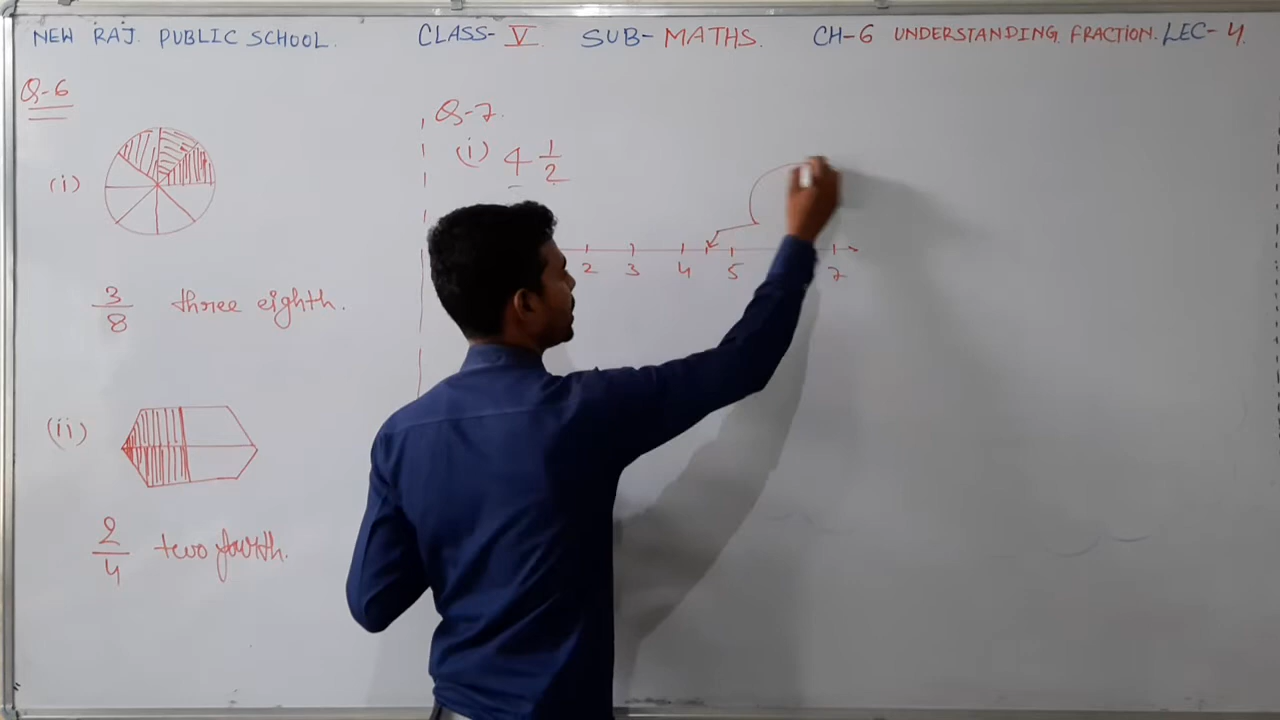 NEW RAJ PUBLIC SCHOOL. CLASS- V. SUB- MATHS. CH-6 UNDERSTANDING FRACTION. LEC- 4.
Q-6
(i)
3/8 three eighth.
(ii)
2/4 two fourth.
Q-7.
(i) 4 1/2
2 3 4 5 7